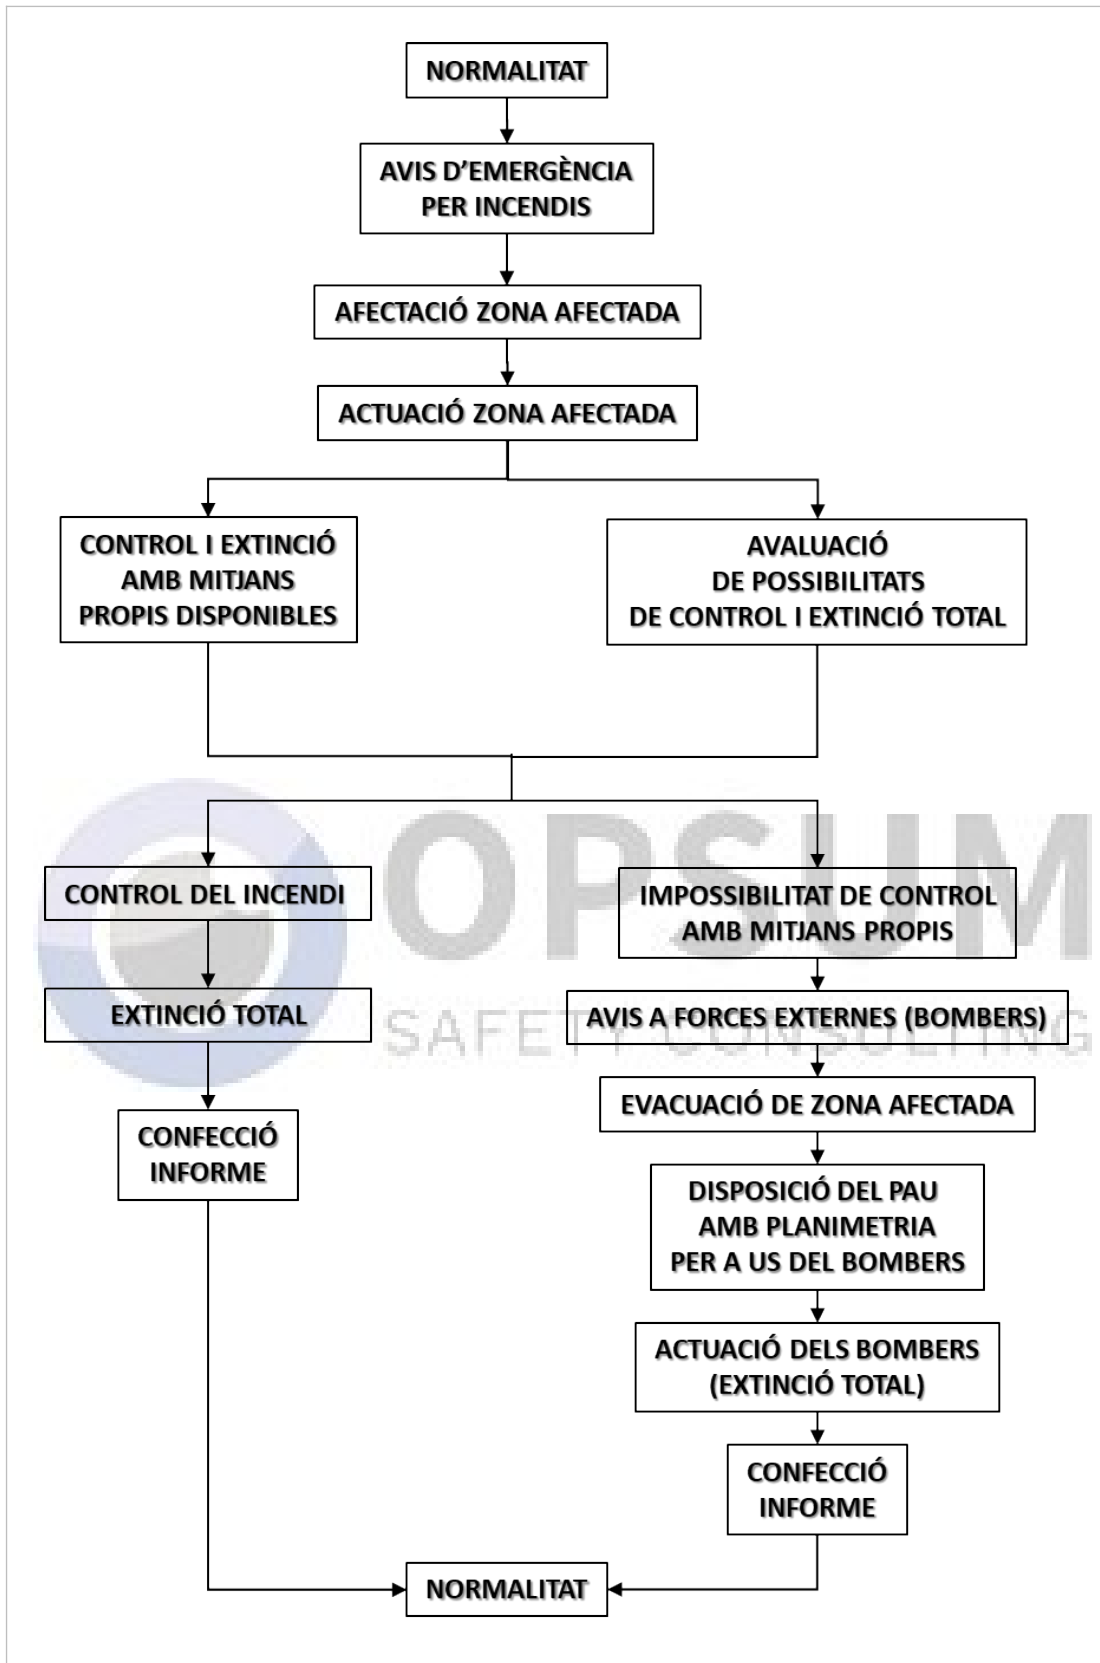 NORMALITAT
AVIS D'EMERGÈNCIA
PER INCENDIS
AFECTACIÓ ZONA AFECTADA
ACTUACIÓ ZONA AFECTADA
CONTROL I EXTINCIÓ
AMB MITJANS
PROPIS DISPONIBLES
AVALUACIÓ
DE POSSIBILITATS
DE CONTROL I EXTINCIÓ TOTAL
OPSUM
SAFETY CONSULTING
CONTROL DEL INCENDI
EXTINCIÓ TOTAL
CONFECCIÓ
INFORME
IMPOSSIBILITAT DE CONTROL
AMB MITJANS PROPIS
AVIS A FORCES EXTERNES (BOMBERS)
EVACUACIÓ DE ZONA AFECTADA
DISPOSICIÓ DEL PAU
AMB PLANIMETRIA
PER A US DEL BOMBERS
ACTUACIÓ DELS BOMBERS
(EXTINCIÓ TOTAL)
CONFECCIÓ
INFORME
NORMALITAT